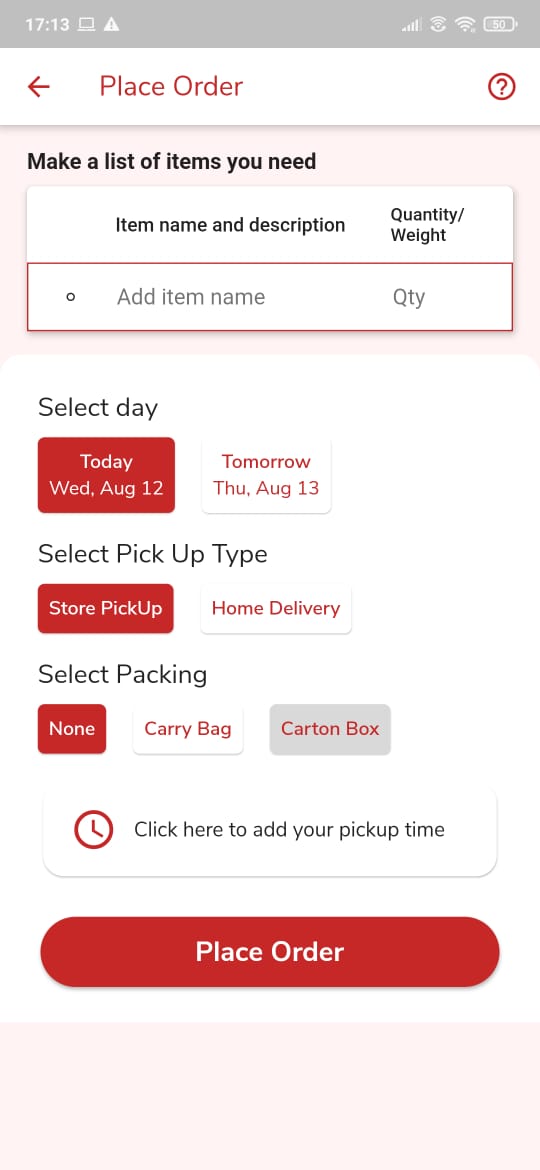 17:13
50
Place Order
Make a list of items you need
Item name and description
Quantity/
Weight
Add item name
Qty
Select day
Today
Wed, Aug 12
Tomorrow
Thu, Aug 13
Select Pick Up Type
Store PickUp
Home Delivery
Select Packing
None
Carry Bag
Carton Box
Click here to add your pickup time
Place Order